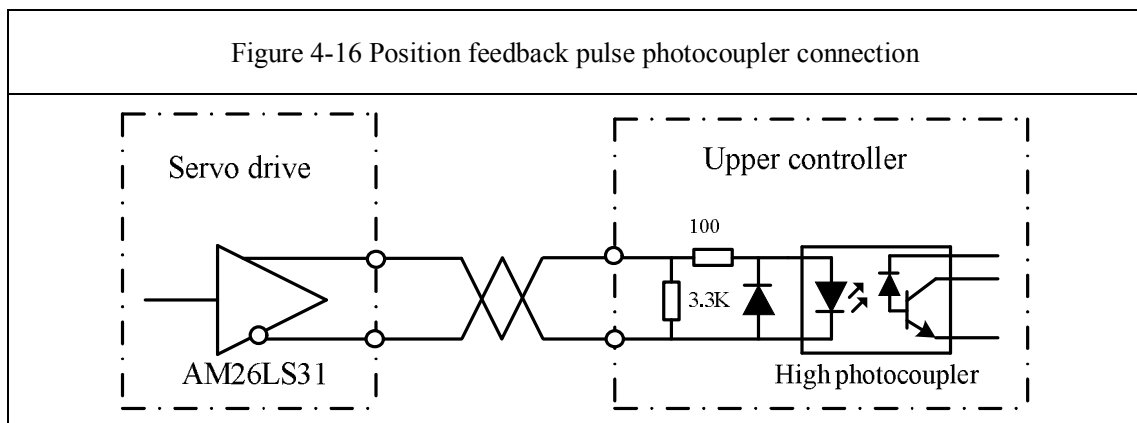 Figure 4-16 Position feedback pulse photocoupler connection
Servo drive
Upper controller
100
3.3K
AM26LS31
High photocoupler